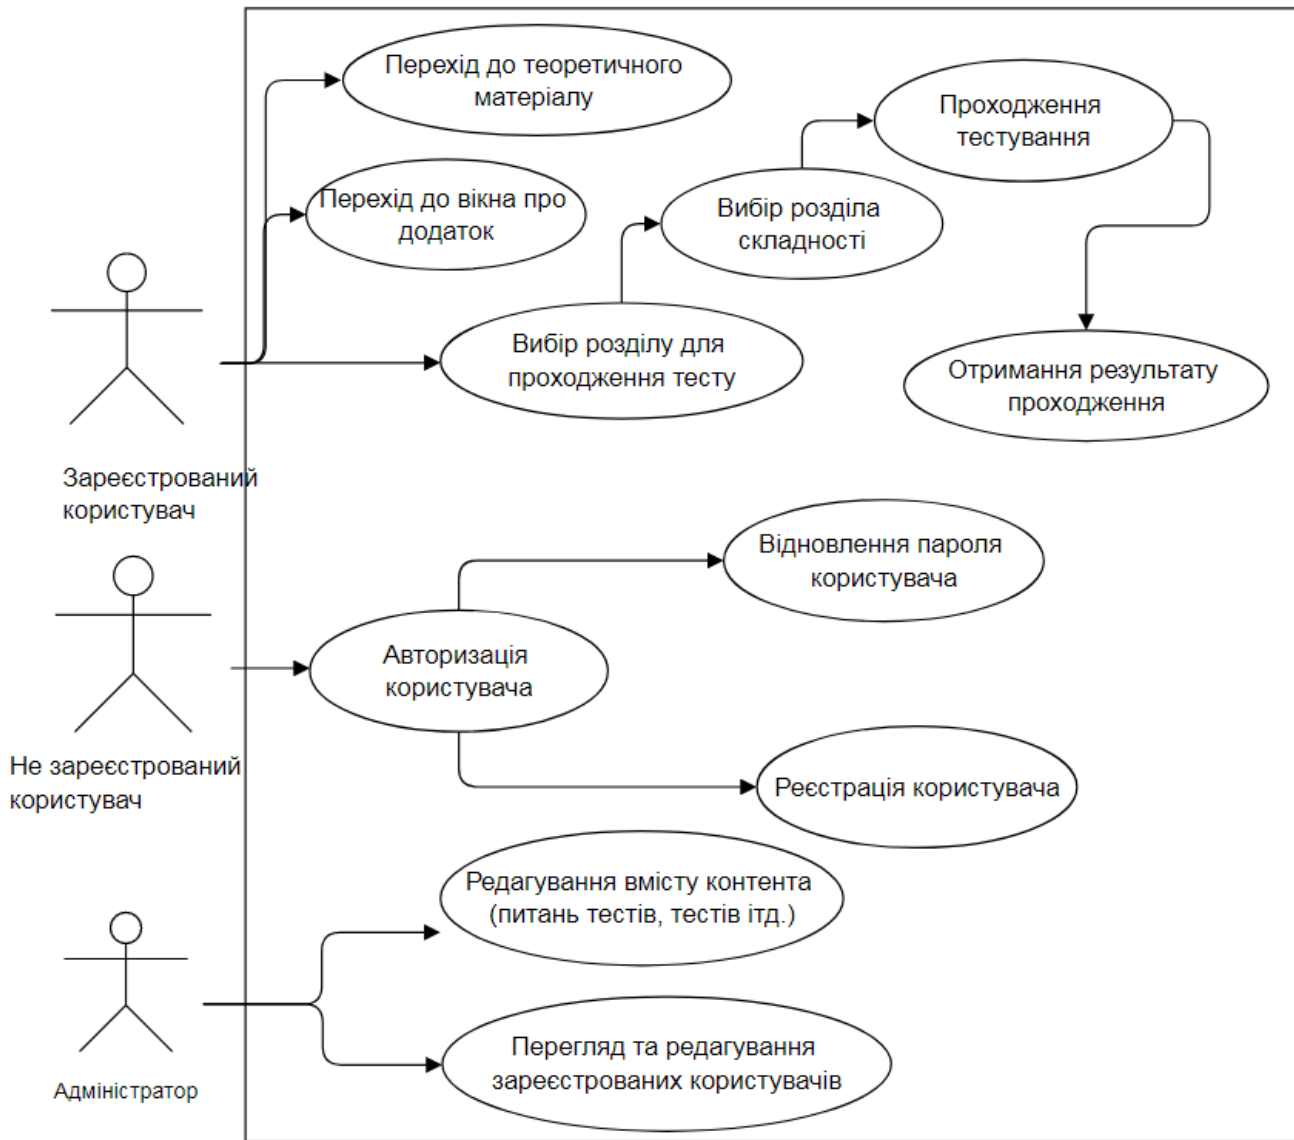 Перехід до теоретичного
матеріалу
Проходження
тестування
Перехід до вікна про
додаток
Вибір розділа
складності
Вибір розділу для
проходження тесту
Отримання результату
проходження
Зареєстрований
користувач
Відновлення пароля
користувача
Авторизація
користувача
Не зареєстрований
користувач
Реєстрація користувача
Редагування вмісту контента
(питань тестів, тестів ітд.)
Перегляд та редагування
зареєстрованих користувачів
Адміністратор